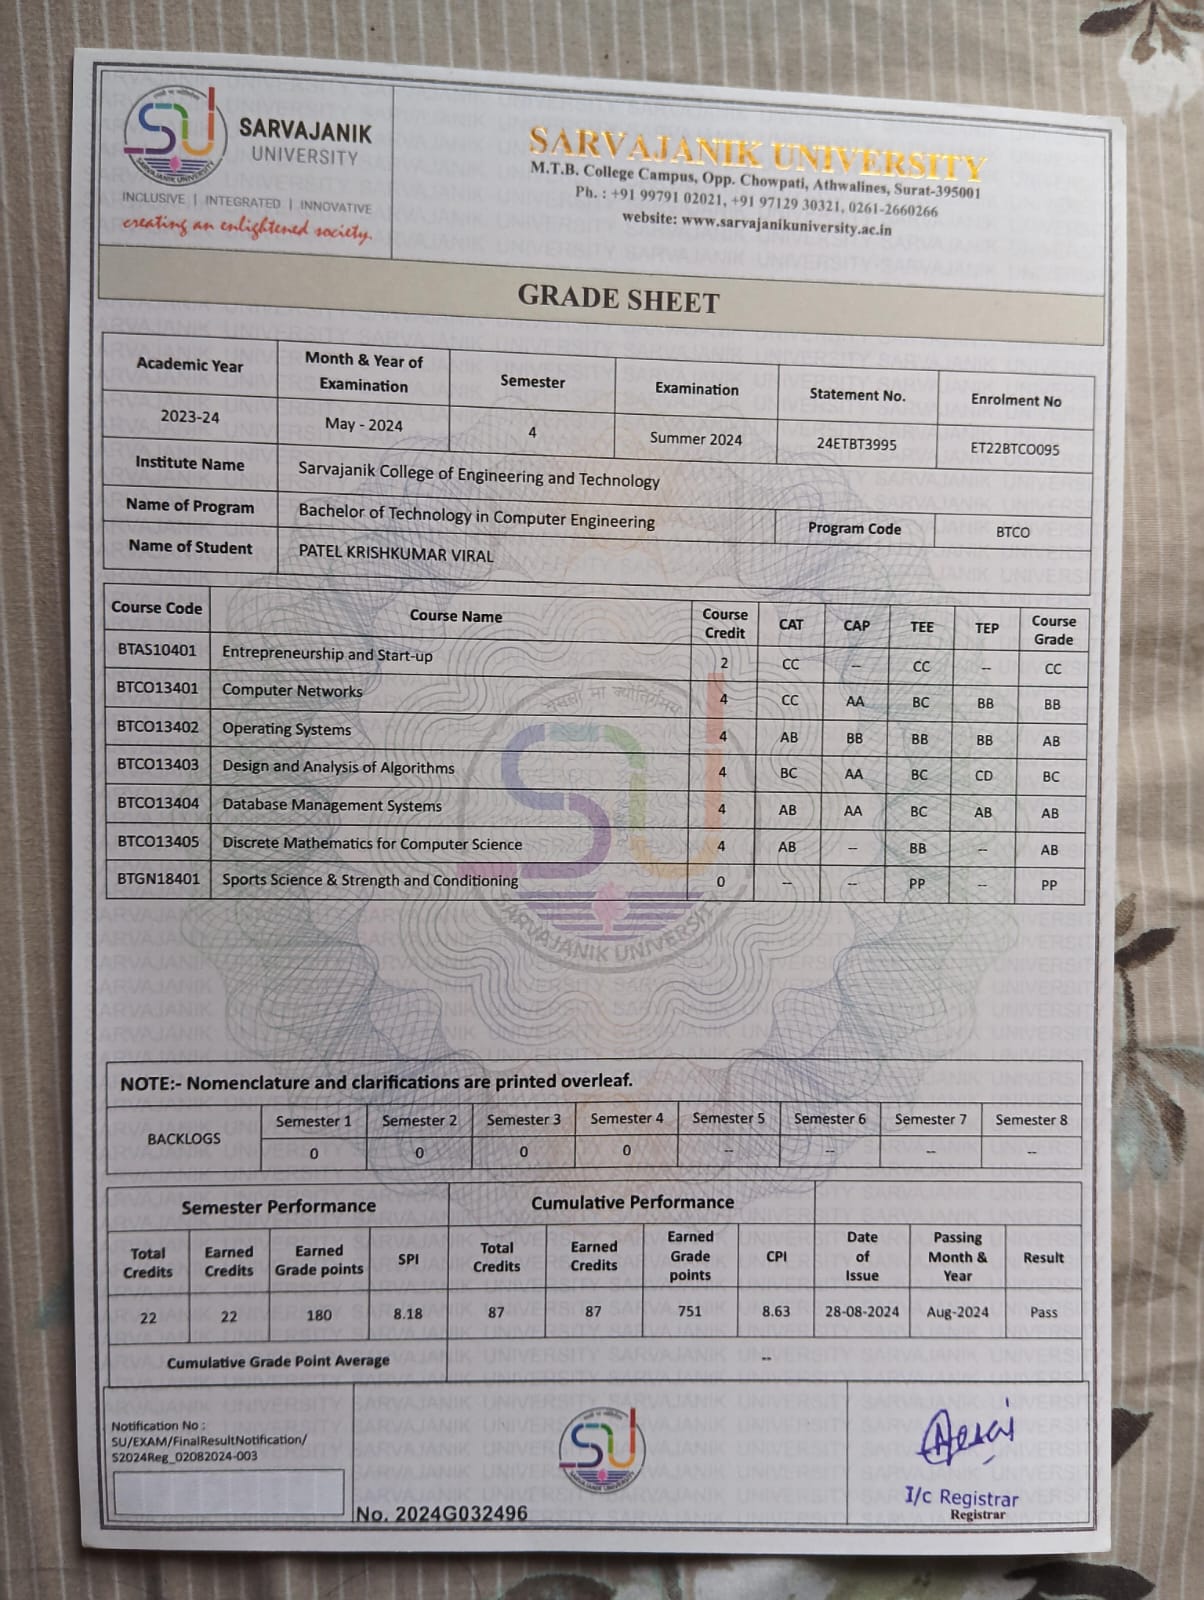 SU
SARVAJANIK
UNIVERSITY
INCLUSIVE | INTEGRATED | INNOVATIVE
creating an enlightened society.
SARVAJANIK UNIVERSITY
M.T.B. College Campus, Opp. Chowpati, Athwalines, Surat-395001
Ph. : +91 99791 02021, +91 97129 30321, 0261-2660266
website: www.sarvajanikuniversity.ac.in
GRADE SHEET
Academic Year Month & Year of Examination Semester Examination Statement No. Enrolment No
2023-24 May - 2024 4 Summer 2024 24ETBT3995 ET22BTCO095
Institute Name Sarvajanik College of Engineering and Technology
Name of Program Bachelor of Technology in Computer Engineering Program Code BTCO
Name of Student PATEL KRISHKUMAR VIRAL
Course Code Course Name Course Credit CAT CAP TEE TEP Course Grade
BTAS10401 Entrepreneurship and Start-up 2 CC -- CC -- CC
BTCO13401 Computer Networks 4 CC AA BC BB BB
BTCO13402 Operating Systems 4 AB BB BB BB AB
BTCO13403 Design and Analysis of Algorithms 4 BC AA BC CD BC
BTCO13404 Database Management Systems 4 AB AA BC AB AB
BTCO13405 Discrete Mathematics for Computer Science 4 AB -- BB -- AB
BTGN18401 Sports Science & Strength and Conditioning 0 -- -- PP -- PP
SARVAJANIK UNIVERSITY
NOTE:- Nomenclature and clarifications are printed overleaf.
BACKLOGS Semester 1 Semester 2 Semester 3 Semester 4 Semester 5 Semester 6 Semester 7 Semester 8
0 0 0 0 -- -- -- --
Semester Performance Cumulative Performance
Total Credits Earned Credits Earned Grade points SPI Total Credits Earned Credits Earned Grade points CPI Date of Issue Passing Month & Year Result
22 22 180 8.18 87 87 751 8.63 28-08-2024 Aug-2024 Pass
Cumulative Grade Point Average --
Notification No :
SU/EXAM/FinalResultNotification/
S2024Reg_02082024-003
No. 2024G032496
SU
I/c Registrar
Registrar